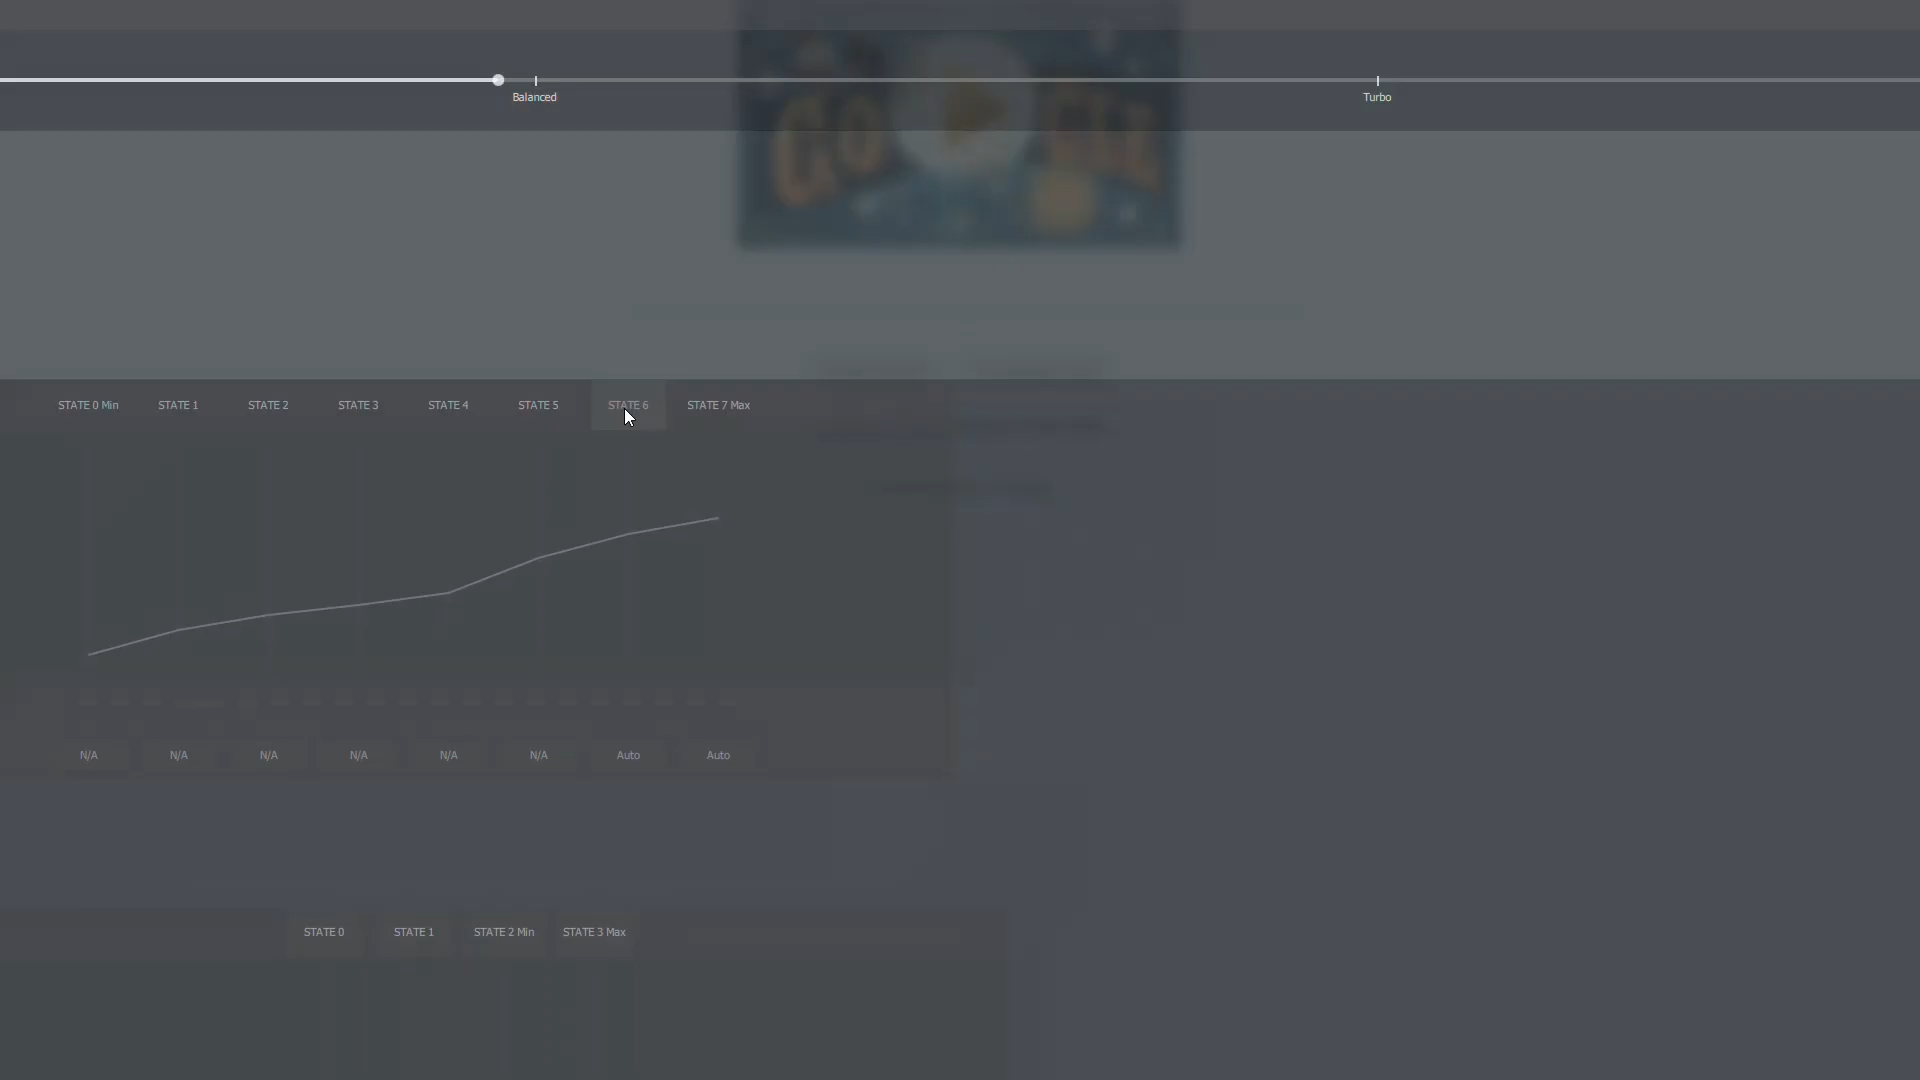 Balanced Turbo
STATE 0 Min STATE 1 STATE 2 STATE 3 STATE 4 STATE 5 STATE 6 STATE 7 Max
N/A N/A N/A N/A N/A N/A Auto Auto
STATE 0 STATE 1 STATE 2 Min STATE 3 Max